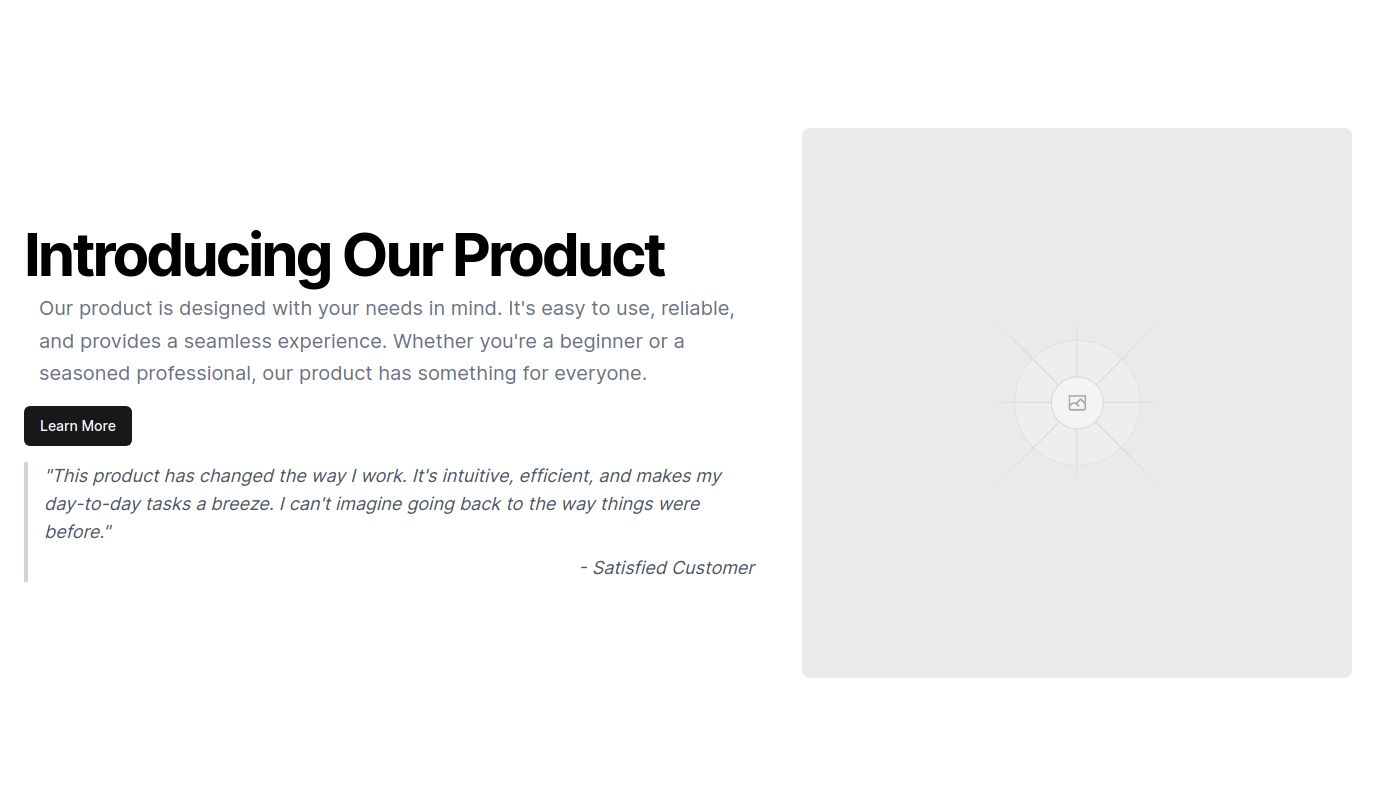 Introducing Our Product
Our product is designed with your needs in mind. It's easy to use, reliable,
and provides a seamless experience. Whether you're a beginner or a
seasoned professional, our product has something for everyone.
Learn More
"This product has changed the way I work. It's intuitive, efficient, and makes my
day-to-day tasks a breeze. I can't imagine going back to the way things were
before."
- Satisfied Customer